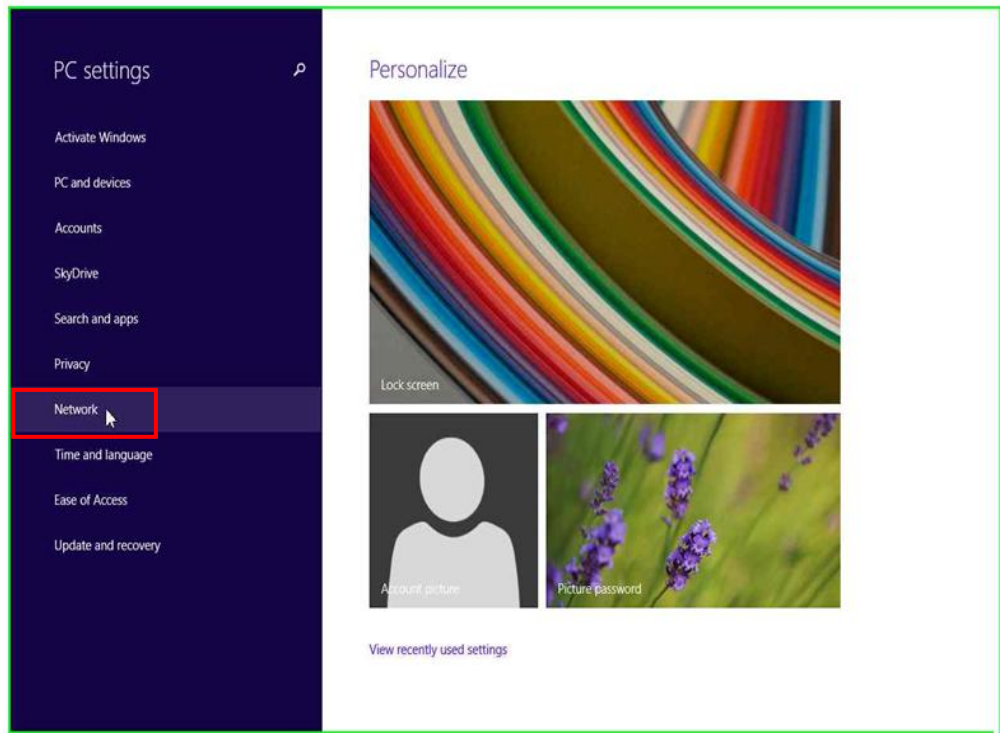 PC settings
Activate Windows
PC and devices
Accounts
SkyDrive
Search and apps
Privacy
Network
Time and language
Ease of Access
Update and recovery
Personalize
Lock screen
Account picture
Picture password
View recently used settings